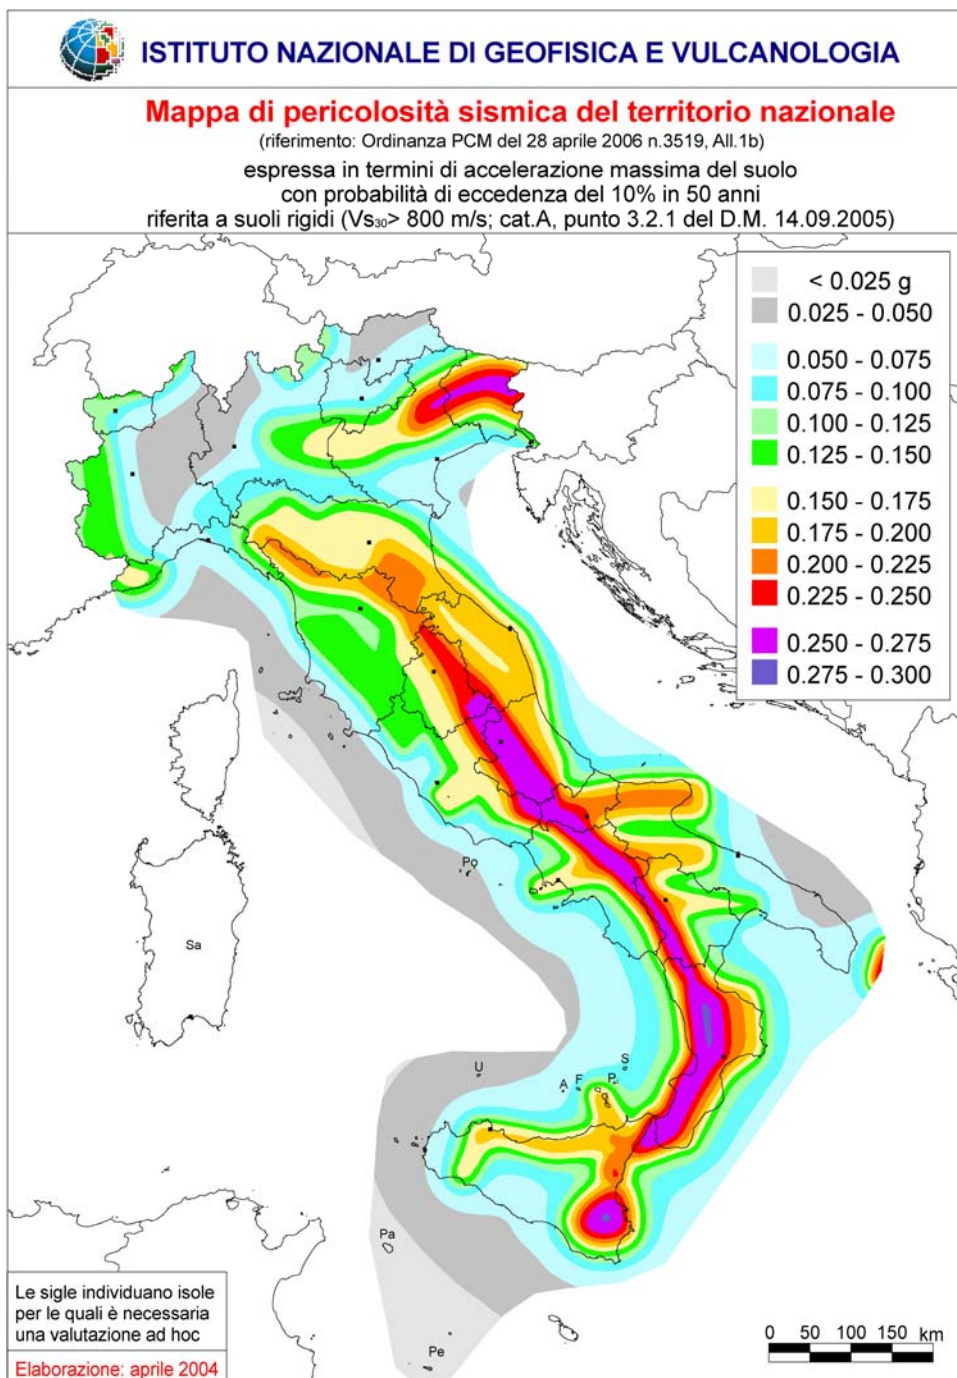 ISTITUTO NAZIONALE DI GEOFISICA E VULCANOLOGIA
Mappa di pericolosità sismica del territorio nazionale
(riferimento: Ordinanza PCM del 28 aprile 2006 n.3519, All.1b)
espressa in termini di accelerazione massima del suolo
con probabilità di eccedenza del 10% in 50 anni
riferita a suoli rigidi (Vs30> 800 m/s; cat.A, punto 3.2.1 del D.M. 14.09.2005)
< 0.025 g
0.025 - 0.050
0.050 - 0.075
0.075 - 0.100
0.100 - 0.125
0.125 - 0.150
0.150 - 0.175
0.175 - 0.200
0.200 - 0.225
0.225 - 0.250
0.250 - 0.275
0.275 - 0.300
Po
Sa
U
A
F
P
S
Pa
Pe
Le sigle individuano isole
per le quali è necessaria
una valutazione ad hoc
Elaborazione: aprile 2004
0 50 100 150 km